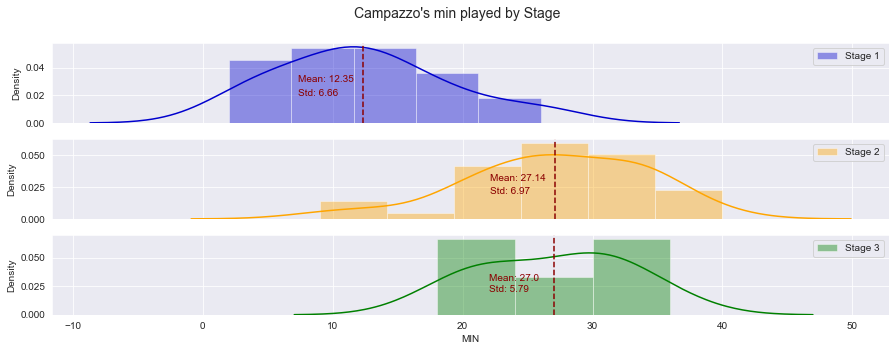 Campazzo's min played by Stage
Stage 1
0.04
0.02
0.00
Density
Mean: 12.35
Std: 6.66
Stage 2
0.050
0.025
0.000
Density
Mean: 27.14
Std: 6.97
Stage 3
0.050
0.025
0.000
Density
Mean: 27.0
Std: 5.79
−10 0 10 20 30 40 50
MIN